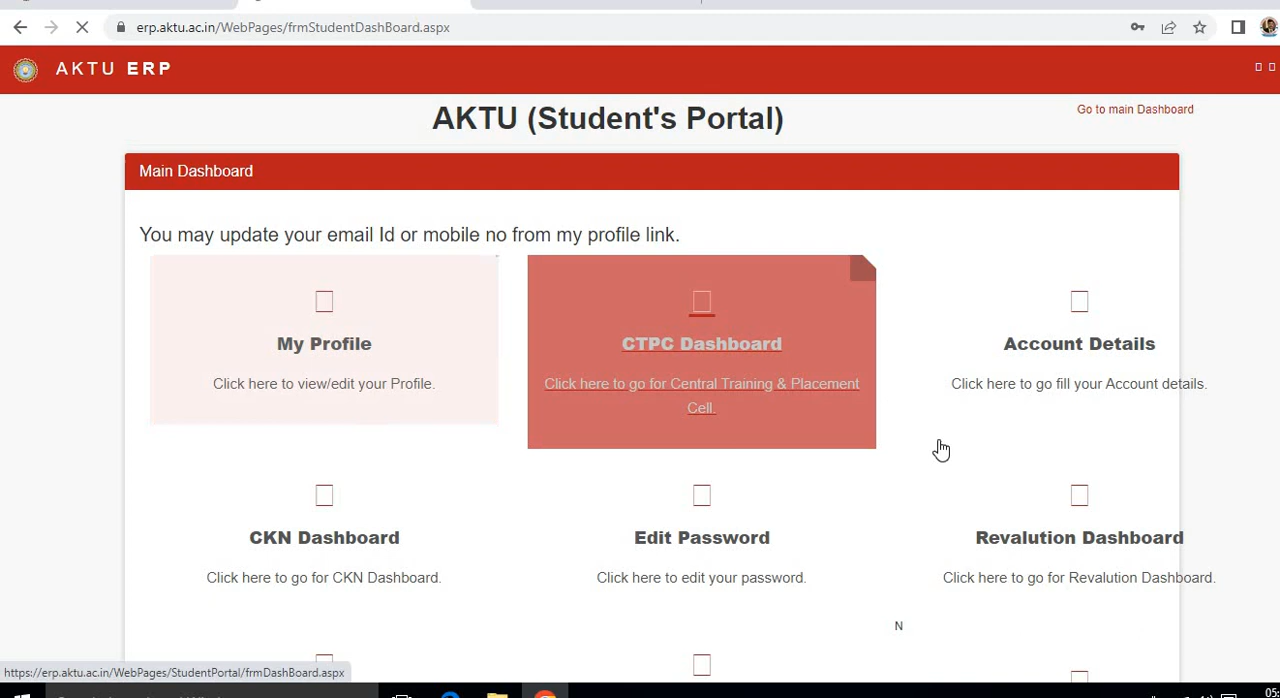 erp.aktu.ac.in/WebPages/frmStudentDashBoard.aspx
AKTU ERP
AKTU (Student's Portal)
Go to main Dashboard
Main Dashboard
You may update your email Id or mobile no from my profile link.
My Profile
Click here to view/edit your Profile.
CTPC Dashboard
Click here to go for Central Training & Placement
Cell.
Account Details
Click here to go fill your Account details.
CKN Dashboard
Click here to go for CKN Dashboard.
Edit Password
Click here to edit your password.
Revalution Dashboard
Click here to go for Revalution Dashboard.
N
https://erp.aktu.ac.in/WebPages/StudentPortal/frmDashBoard.aspx